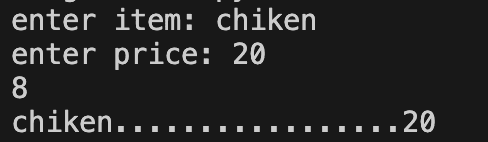 enter item: chiken
enter price: 20
8
chiken.................20